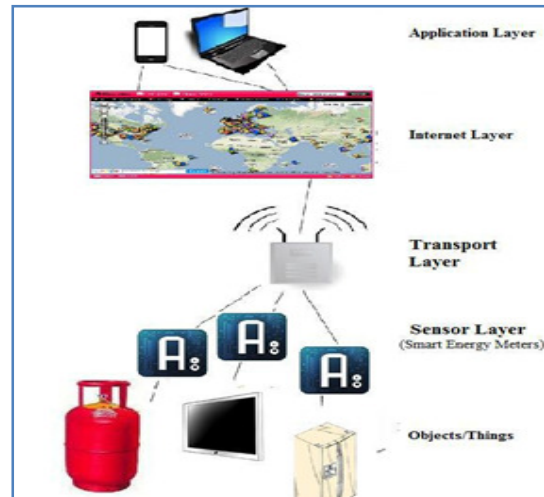 Application Layer
Internet Layer
Transport
Layer
A:
A:
A:
Sensor Layer
(Smart Energy Meters)
Objects/Things